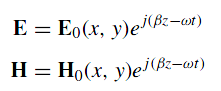 E = E₀(x, y)e^{j(βz−ωt)}
H = H₀(x, y)e^{j(βz−ωt)}